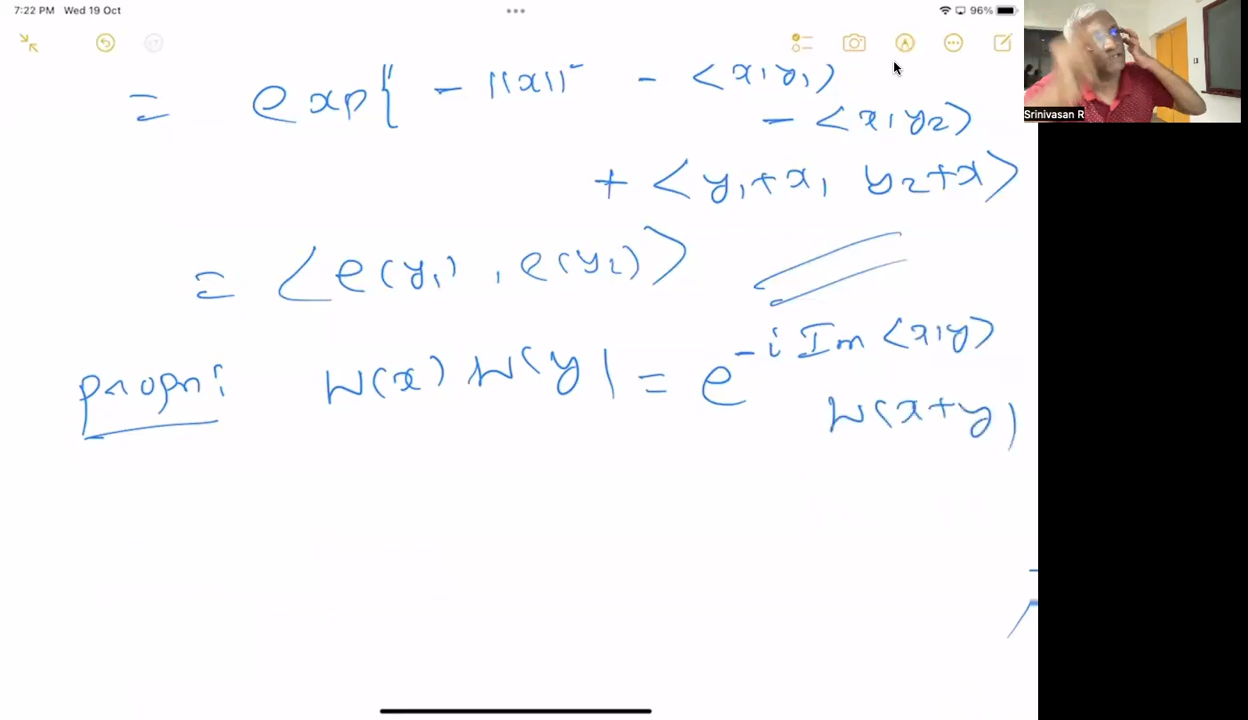 7:22 PM Wed 19 Oct
96%
= exp{ - ||x||² - <x, y₁>
- <x, y₂>
+ <y₁+x, y₂+x>
= <e(y₁), e(y₂)>
propn: W(x) W(y) = e^{-i Im <x,y>}
W(x+y)
Srinivasan R